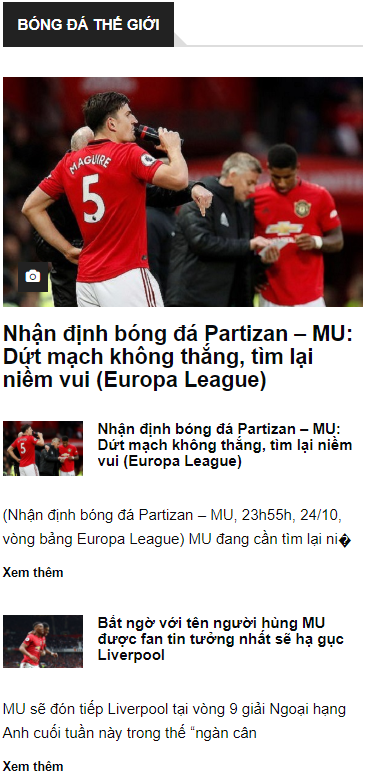 BÓNG ĐÁ THẾ GIỚI
MAGUIRE
5
Nhận định bóng đá Partizan – MU:
Dứt mạch không thắng, tìm lại
niềm vui (Europa League)
Nhận định bóng đá Partizan – MU:
Dứt mạch không thắng, tìm lại niềm
vui (Europa League)
(Nhận định bóng đá Partizan – MU, 23h55h, 24/10,
vòng bảng Europa League) MU đang cần tìm lại ni�
Xem thêm
Bất ngờ với tên người hùng MU
được fan tin tưởng nhất sẽ hạ gục
Liverpool
MU sẽ đón tiếp Liverpool tại vòng 9 giải Ngoại hạng
Anh cuối tuần này trong thế “ngàn cân
Xem thêm